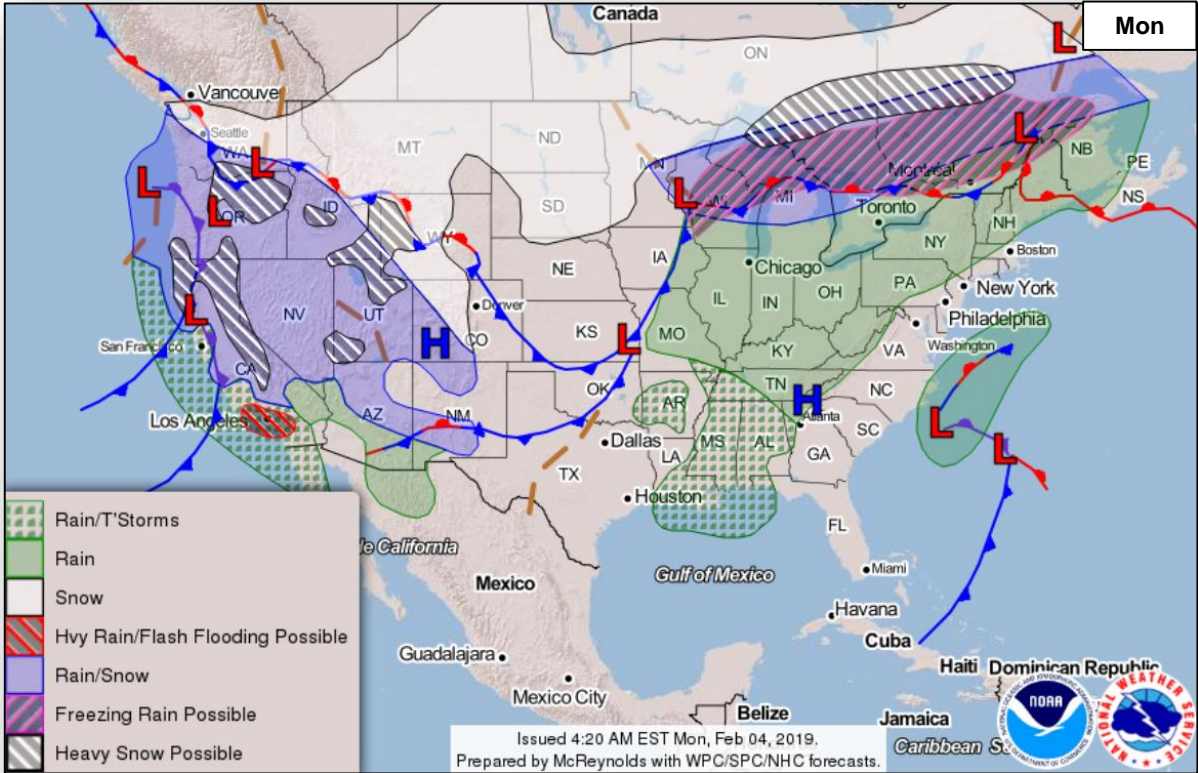 Canada
Mon
L
ON
Vancouve
Seattle
WA
L
MT
ND
MN
L
Montréal
NB
PE
L
L
OR
ID
SD
L
WI
MI
NS
WY
Toronto
NH
NY
IA
Boston
NE
Chicago
PA
New York
IL
IN
OH
L
NV
UT
Denver
Philadelphia
San Francisco
H
CO
KS
L
MO
VA
Washington
KY
CA
OK
TN
NC
AZ
NM
AR
H
Los Angeles
Atlanta
L
SC
Dallas
MS
AL
L
LA
GA
TX
Houston
FL
Rain/T'Storms
Rain
Snow
Hvy Rain/Flash Flooding Possible
Rain/Snow
Freezing Rain Possible
Heavy Snow Possible
le California
Mexico
Gulf of Mexico
Miami
Havana
Cuba
Guadalajara
Haiti Dominican Republic
Mexico City
Belize
Jamaica
Caribbean
NOAA
NATIONAL WEATHER SERVICE
Issued 4:20 AM EST Mon, Feb 04, 2019.
Prepared by McReynolds with WPC/SPC/NHC forecasts.